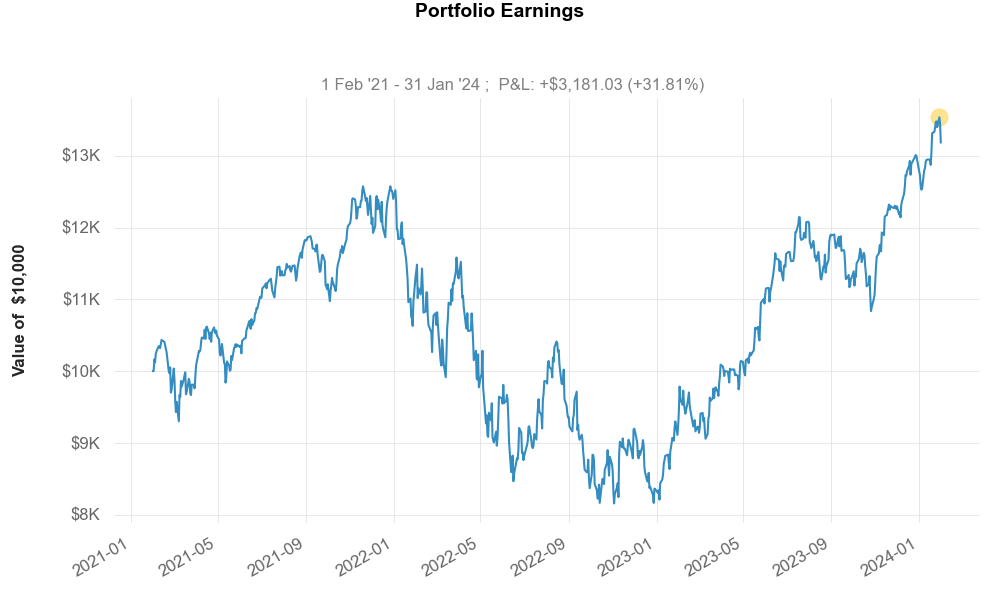 Portfolio Earnings
1 Feb '21 - 31 Jan '24 ;  P&L: +$3,181.03 (+31.81%)
Value of  $10,000
$13K
$12K
$11K
$10K
$9K
$8K
2021-01
2021-05
2021-09
2022-01
2022-05
2022-09
2023-01
2023-05
2023-09
2024-01